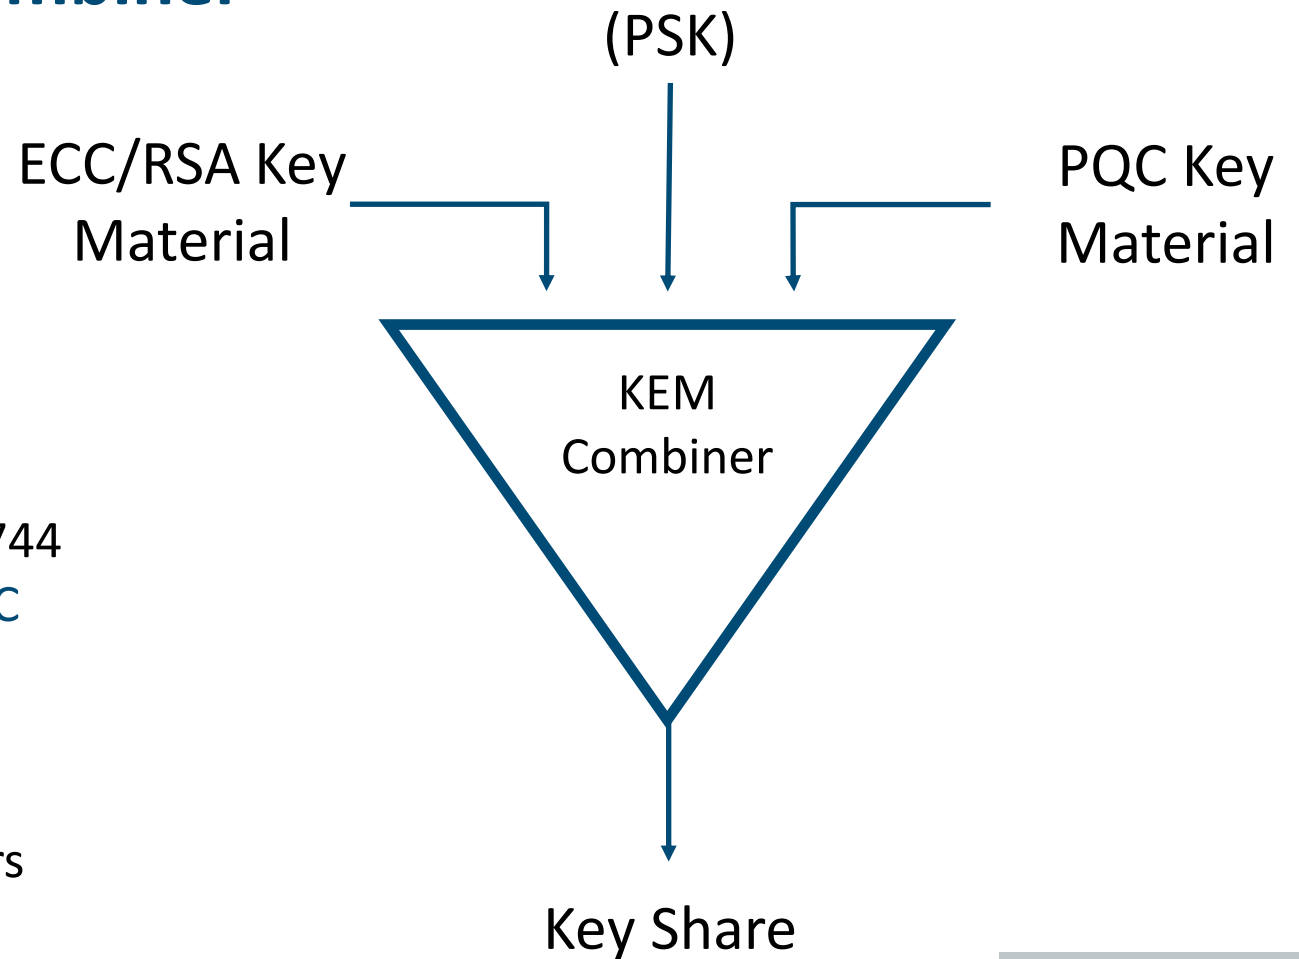 (PSK)
ECC/RSA Key
Material
PQC Key
Material
KEM
Combiner
744
C
rs
Key Share